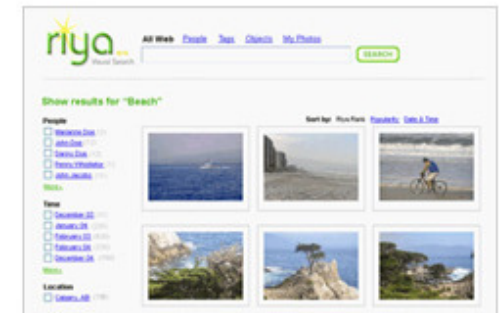 riya
Visual Search
All Web People Tags Objects My Photos
SEARCH
Show results for "Beach"
Sort by: Riya Rank Popularity Date & Time
People
Marianne Doe
John Doe
Danny Doe
John Jacobs
More»
Time
December 03
January 04
February 03
February 04
December 04
More»
Location
Calgary, AB